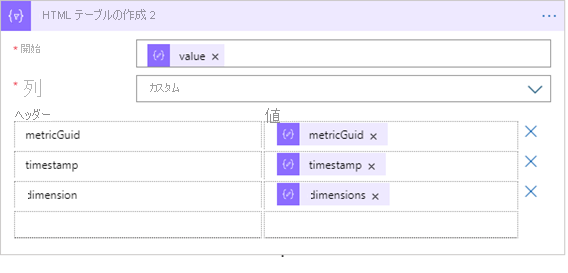 HTML テーブルの作成 2
* 開始
value
* 列
カスタム
ヘッダー 値
metricGuid metricGuid
timestamp timestamp
dimension dimensions